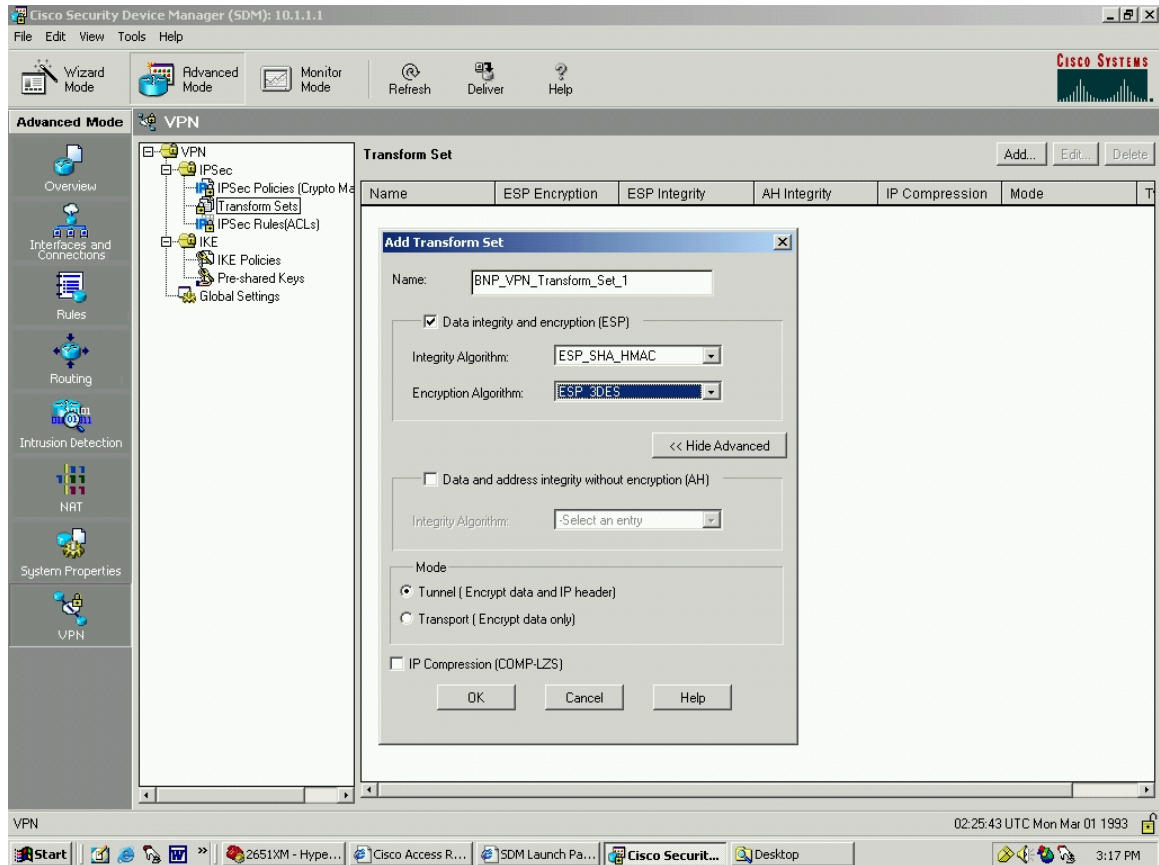 Cisco Security Device Manager (SDM): 10.1.1.1
File Edit View Tools Help
Wizard Mode
Advanced Mode
Monitor Mode
Refresh
Deliver
Help
CISCO SYSTEMS
Advanced Mode
VPN
Overview
Interfaces and Connections
Rules
Routing
Intrusion Detection
NAT
System Properties
VPN
VPN
IPSec
IPSec Policies (Crypto Ma
Transform Sets
IPSec Rules(ACLs)
IKE
IKE Policies
Pre-shared Keys
Global Settings
Transform Set
Add... Edit... Delete
Name ESP Encryption ESP Integrity AH Integrity IP Compression Mode T
Add Transform Set
Name: BNP_VPN_Transform_Set_1
Data integrity and encryption (ESP)
Integrity Algorithm: ESP_SHA_HMAC
Encryption Algorithm: ESP_3DES
<< Hide Advanced
Data and address integrity without encryption (AH)
Integrity Algorithm: -Select an entry
Mode
Tunnel ( Encrypt data and IP header)
Transport ( Encrypt data only)
IP Compression (COMP-LZS)
OK Cancel Help
VPN
02:25:43 UTC Mon Mar 01 1993
Start » 2651XM - Hype... Cisco Access R... SDM Launch Pa... Cisco Securit... Desktop 3:17 PM